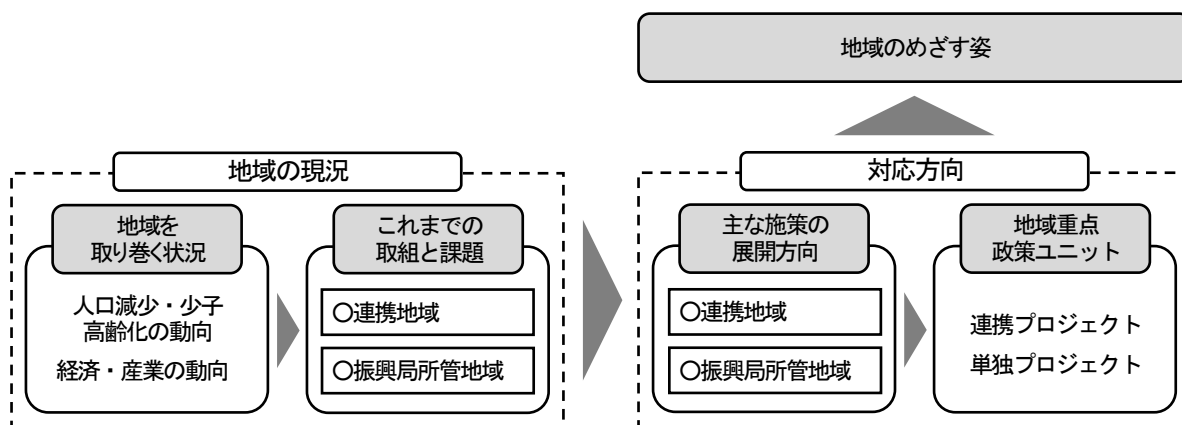 地域のめざす姿
地域の現況
地域を
取り巻く状況
人口減少・少子
高齢化の動向
経済・産業の動向
これまでの
取組と課題
〇連携地域
〇振興局所管地域
対応方向
主な施策の
展開方向
〇連携地域
〇振興局所管地域
地域重点
政策ユニット
連携プロジェクト
単独プロジェクト